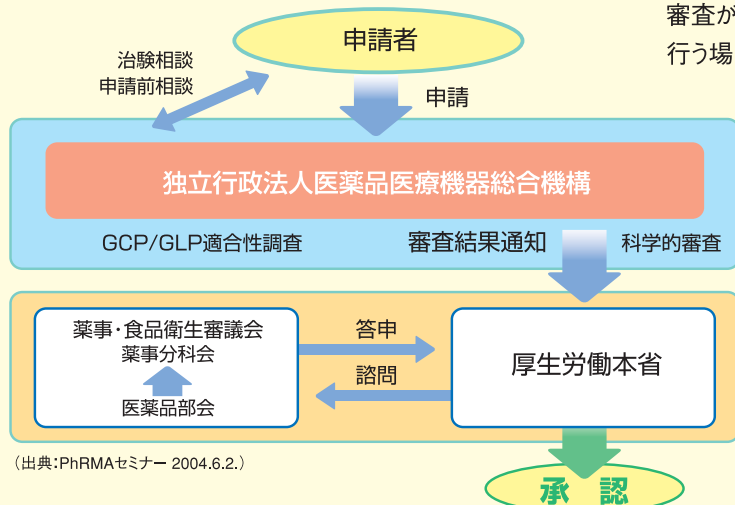 審査が
行う場
申請者
治験相談
申請前相談
申請
独立行政法人医薬品医療機器総合機構
GCP/GLP適合性調査
審査結果通知
科学的審査
薬事・食品衛生審議会
薬事分科会
医薬品部会
答申
諮問
厚生労働本省
（出典：PhRMAセミナー 2004.6.2.）
承　認